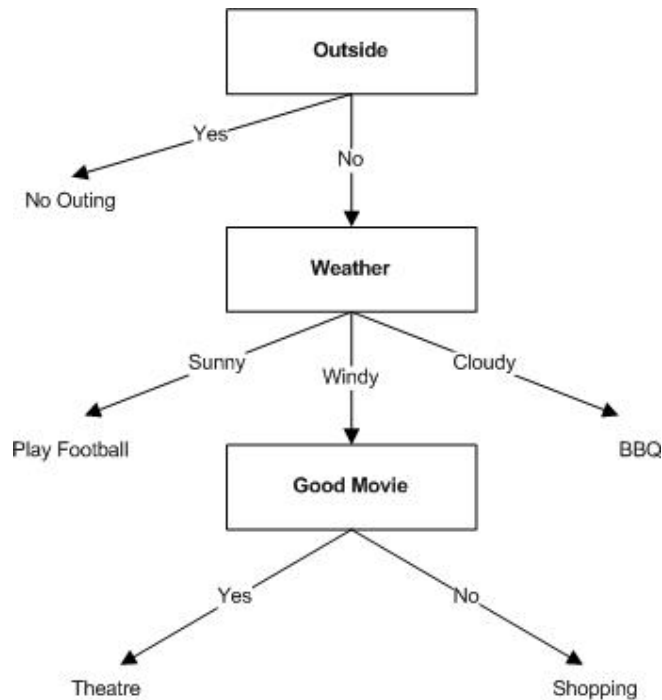 Outside
Yes
No
No Outing
Weather
Sunny
Windy
Cloudy
Play Football
BBQ
Good Movie
Yes
No
Theatre
Shopping